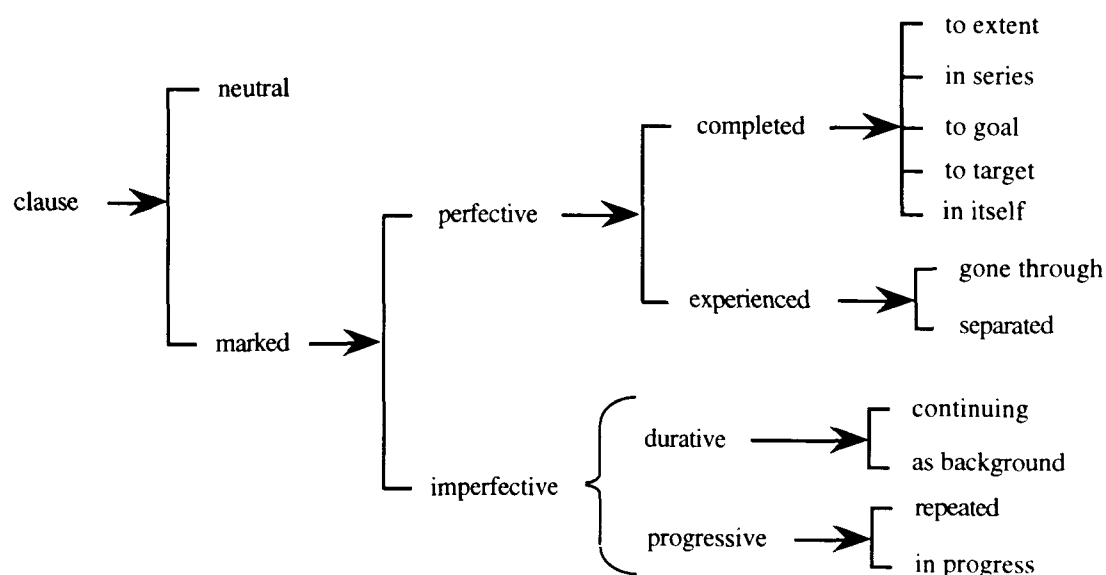 to extent
in series
neutral
completed
to goal
to target
clause
perfective
in itself
gone through
experienced
separated
marked
continuing
durative
as background
imperfective
repeated
progressive
in progress